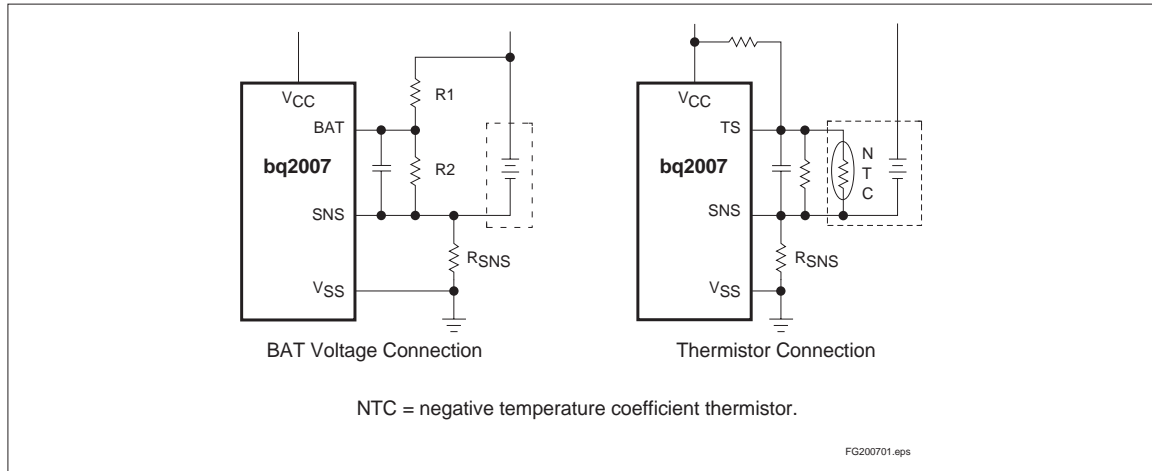 VCC
BAT
bq2007
SNS
VSS
R1
R2
RSNS
BAT Voltage Connection
VCC
TS
bq2007
SNS
VSS
N
T
C
RSNS
Thermistor Connection
NTC = negative temperature coefficient thermistor.
FG200701.eps